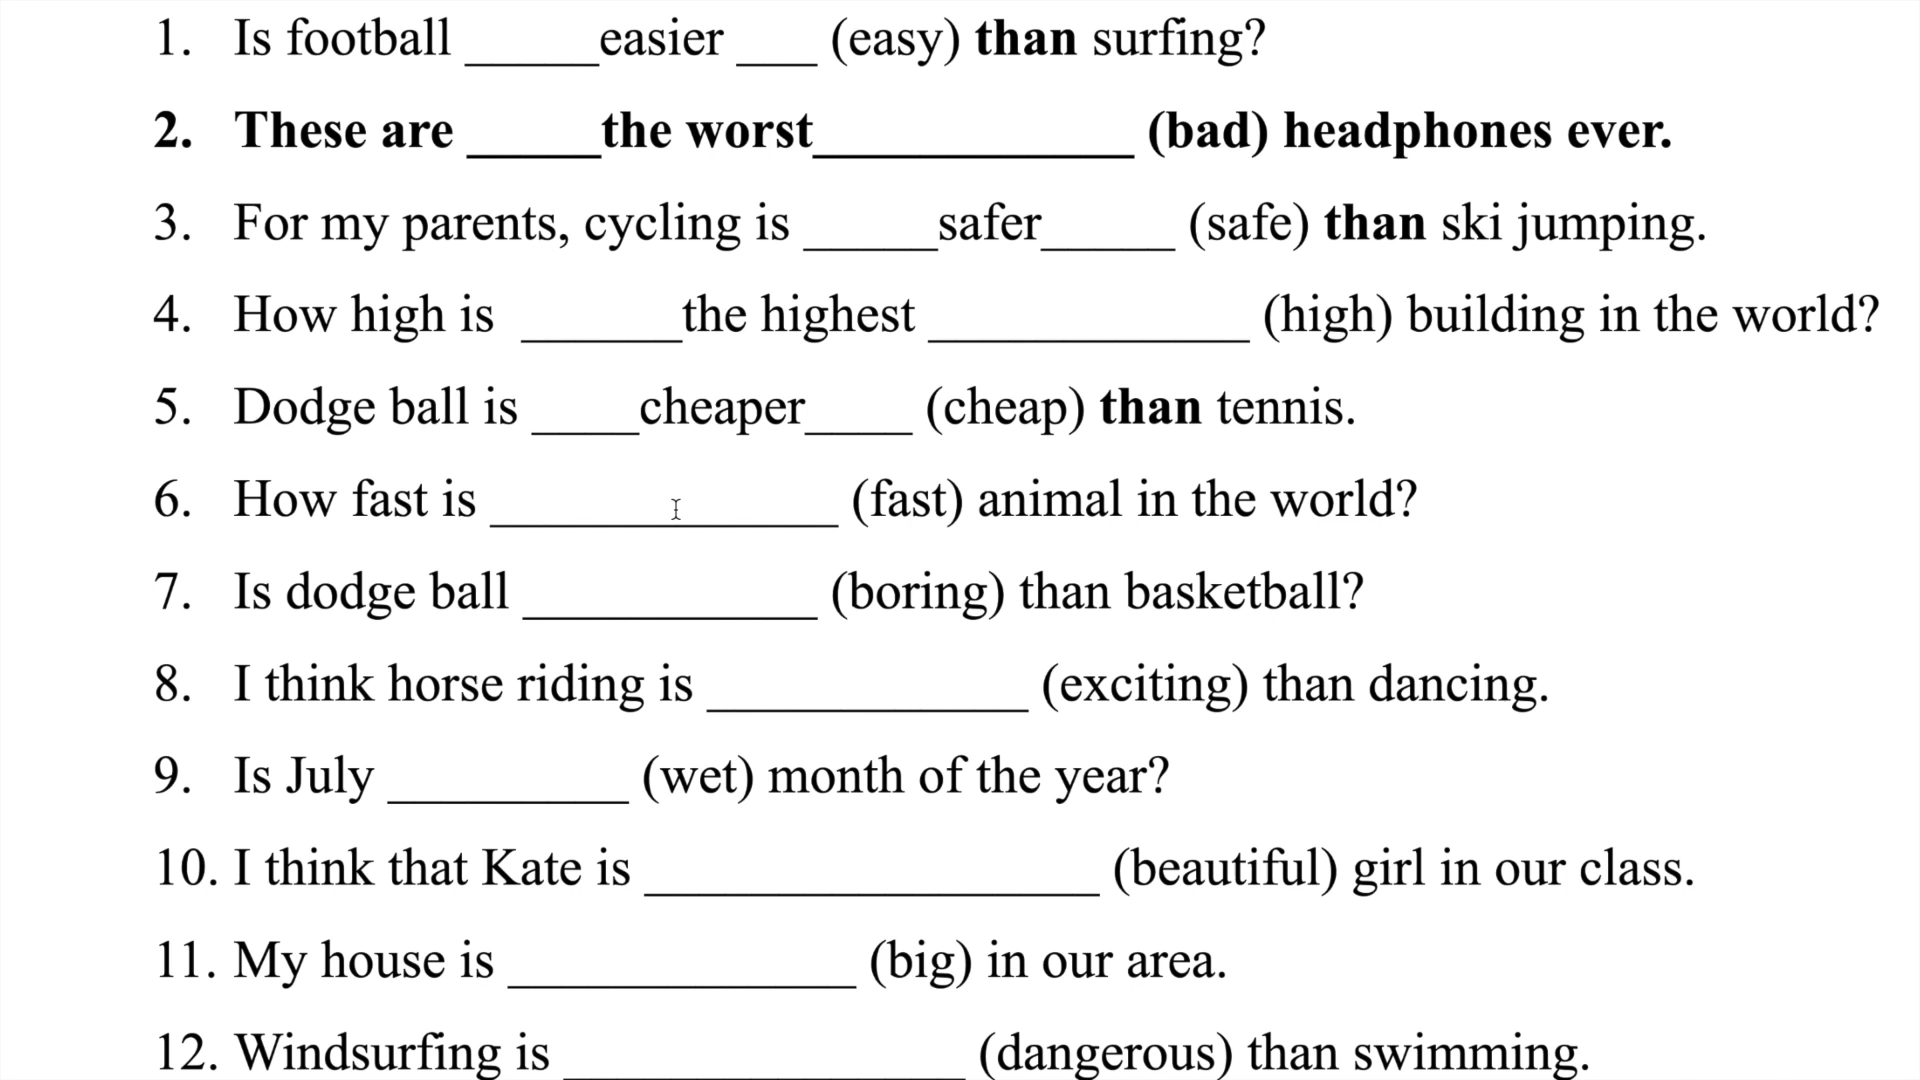 1. Is football _____easier ___ (easy) than surfing?
2. These are _____the worst____________ (bad) headphones ever.
3. For my parents, cycling is _____safer_____ (safe) than ski jumping.
4. How high is ______the highest ____________ (high) building in the world?
5. Dodge ball is ____cheaper____ (cheap) than tennis.
6. How fast is _____________ (fast) animal in the world?
7. Is dodge ball ___________ (boring) than basketball?
8. I think horse riding is ____________ (exciting) than dancing.
9. Is July _________ (wet) month of the year?
10. I think that Kate is _________________ (beautiful) girl in our class.
11. My house is _____________ (big) in our area.
12. Windsurfing is _______________ (dangerous) than swimming.